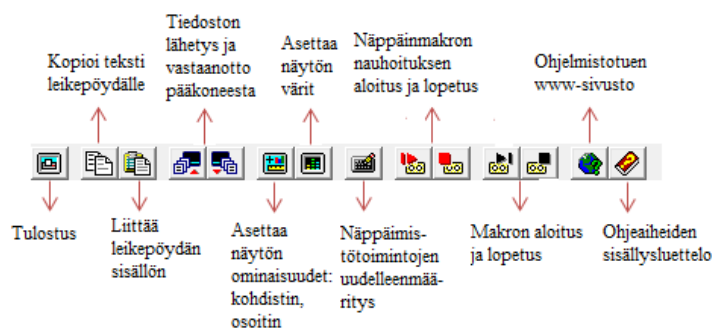 Kopioi teksti
leikepöydälle
Tiedoston
lähetys ja
vastaanotto
pääkoneesta
Asettaa
näytön
värit
Näppäinmakron
nauhoituksen
aloitus ja lopetus
Ohjelmistotuen
www-sivusto
Tulostus
Liittää
leikepöydän
sisällön
Asettaa
näytön
ominaisuudet:
kohdistin,
osoitin
Näppäimis-
tötoimintojen
uudelleenmää-
ritys
Makron aloitus
ja lopetus
Ohjeaiheiden
sisällysluettelo